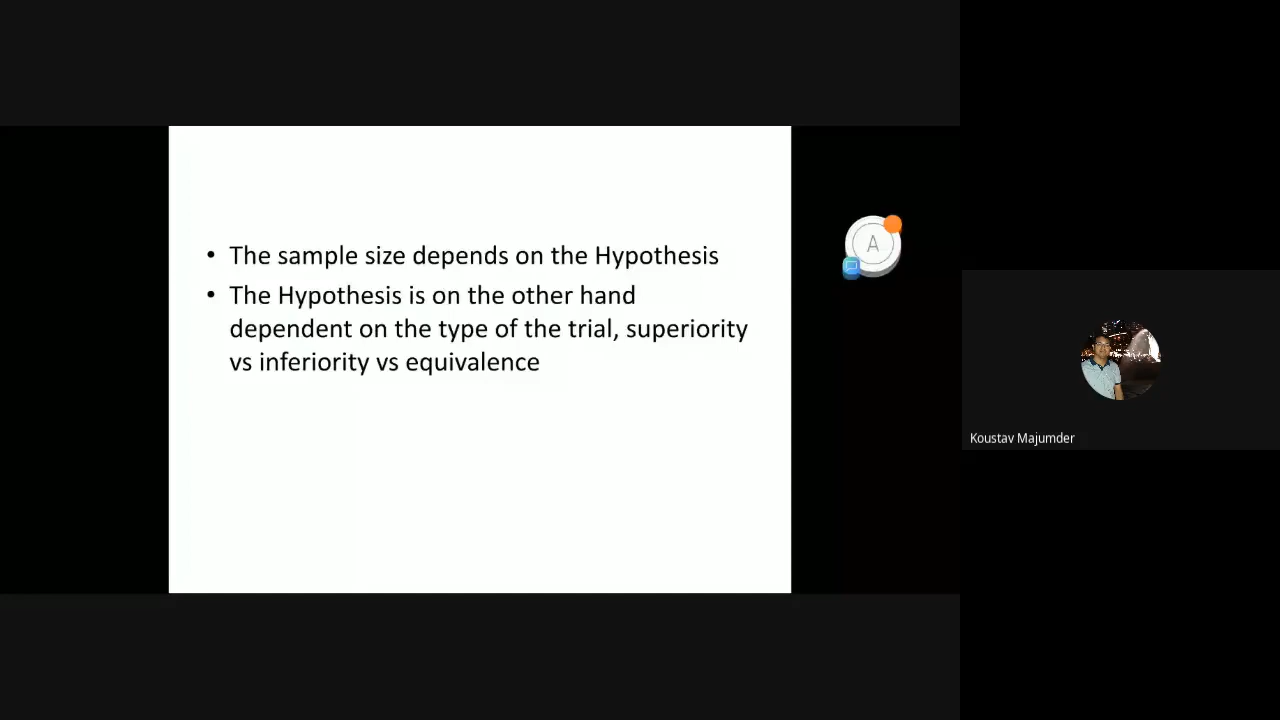 • The sample size depends on the Hypothesis
• The Hypothesis is on the other hand
dependent on the type of the trial, superiority
vs inferiority vs equivalence
A
Koustav Majumder